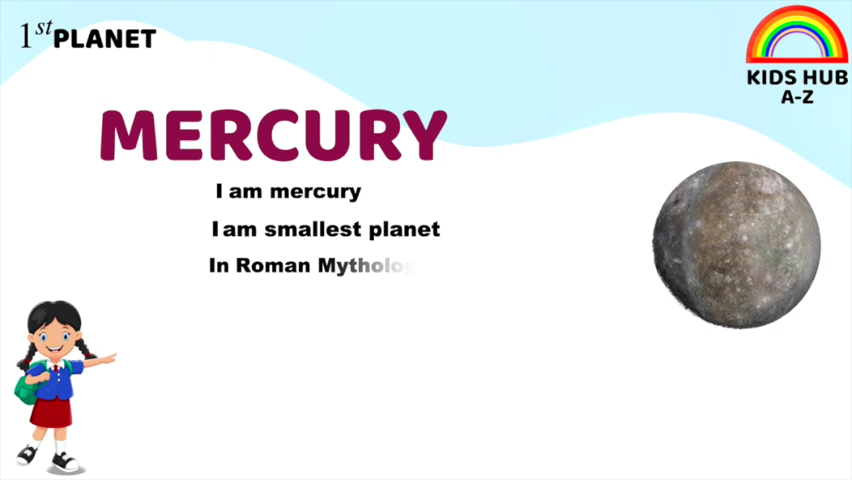 1st PLANET
KIDS HUB
A-Z
MERCURY
I am mercury
I am smallest planet
In Roman Mytholog